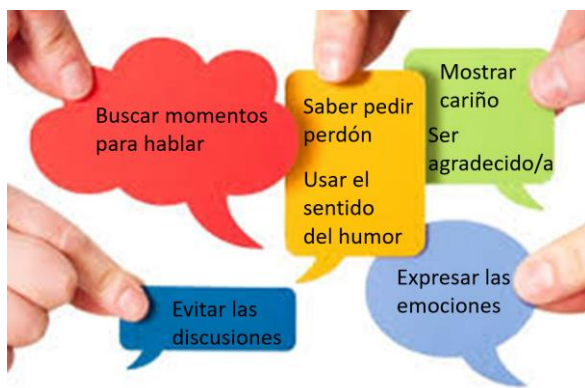 Buscar momentos
para hablar
Saber pedir
perdón
Usar el
sentido
del humor
Mostrar
cariño
Ser
agradecido/a
Evitar las
discusiones
Expresar las
emociones